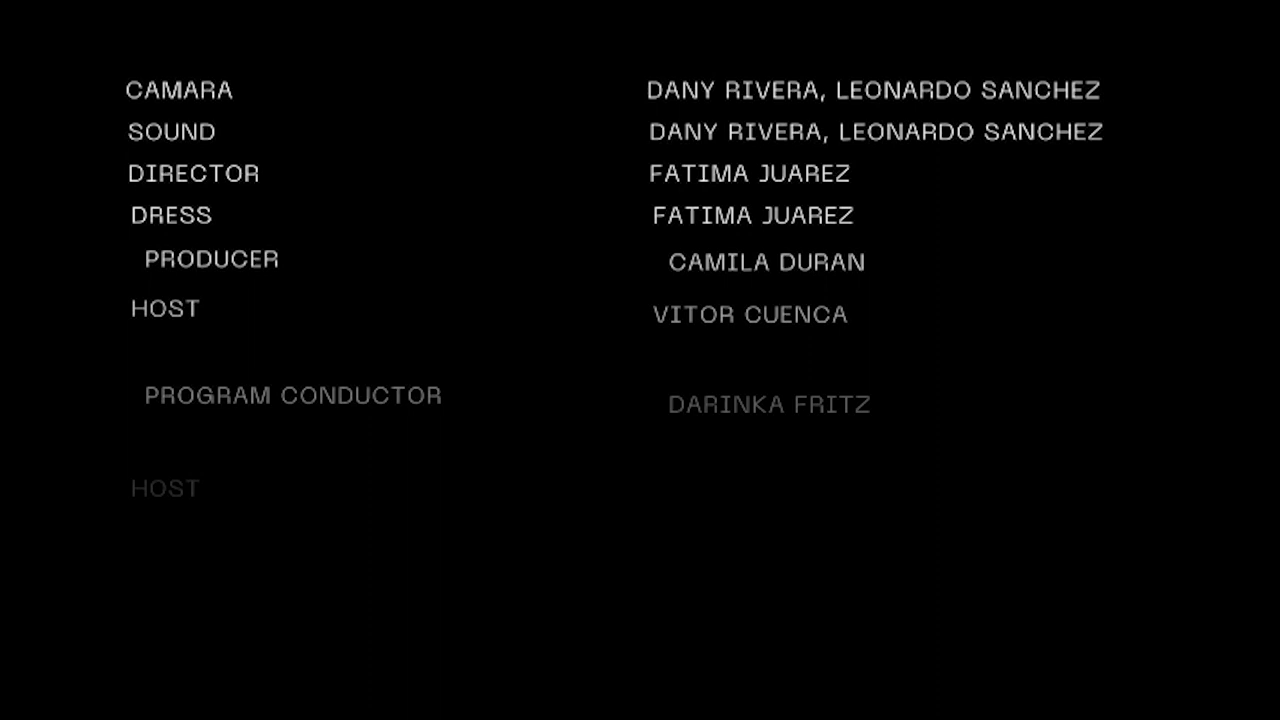 CAMARA DANY RIVERA, LEONARDO SANCHEZ
SOUND DANY RIVERA, LEONARDO SANCHEZ
DIRECTOR FATIMA JUAREZ
DRESS FATIMA JUAREZ
PRODUCER CAMILA DURAN
HOST VITOR CUENCA
PROGRAM CONDUCTOR DARINKA FRITZ
HOST